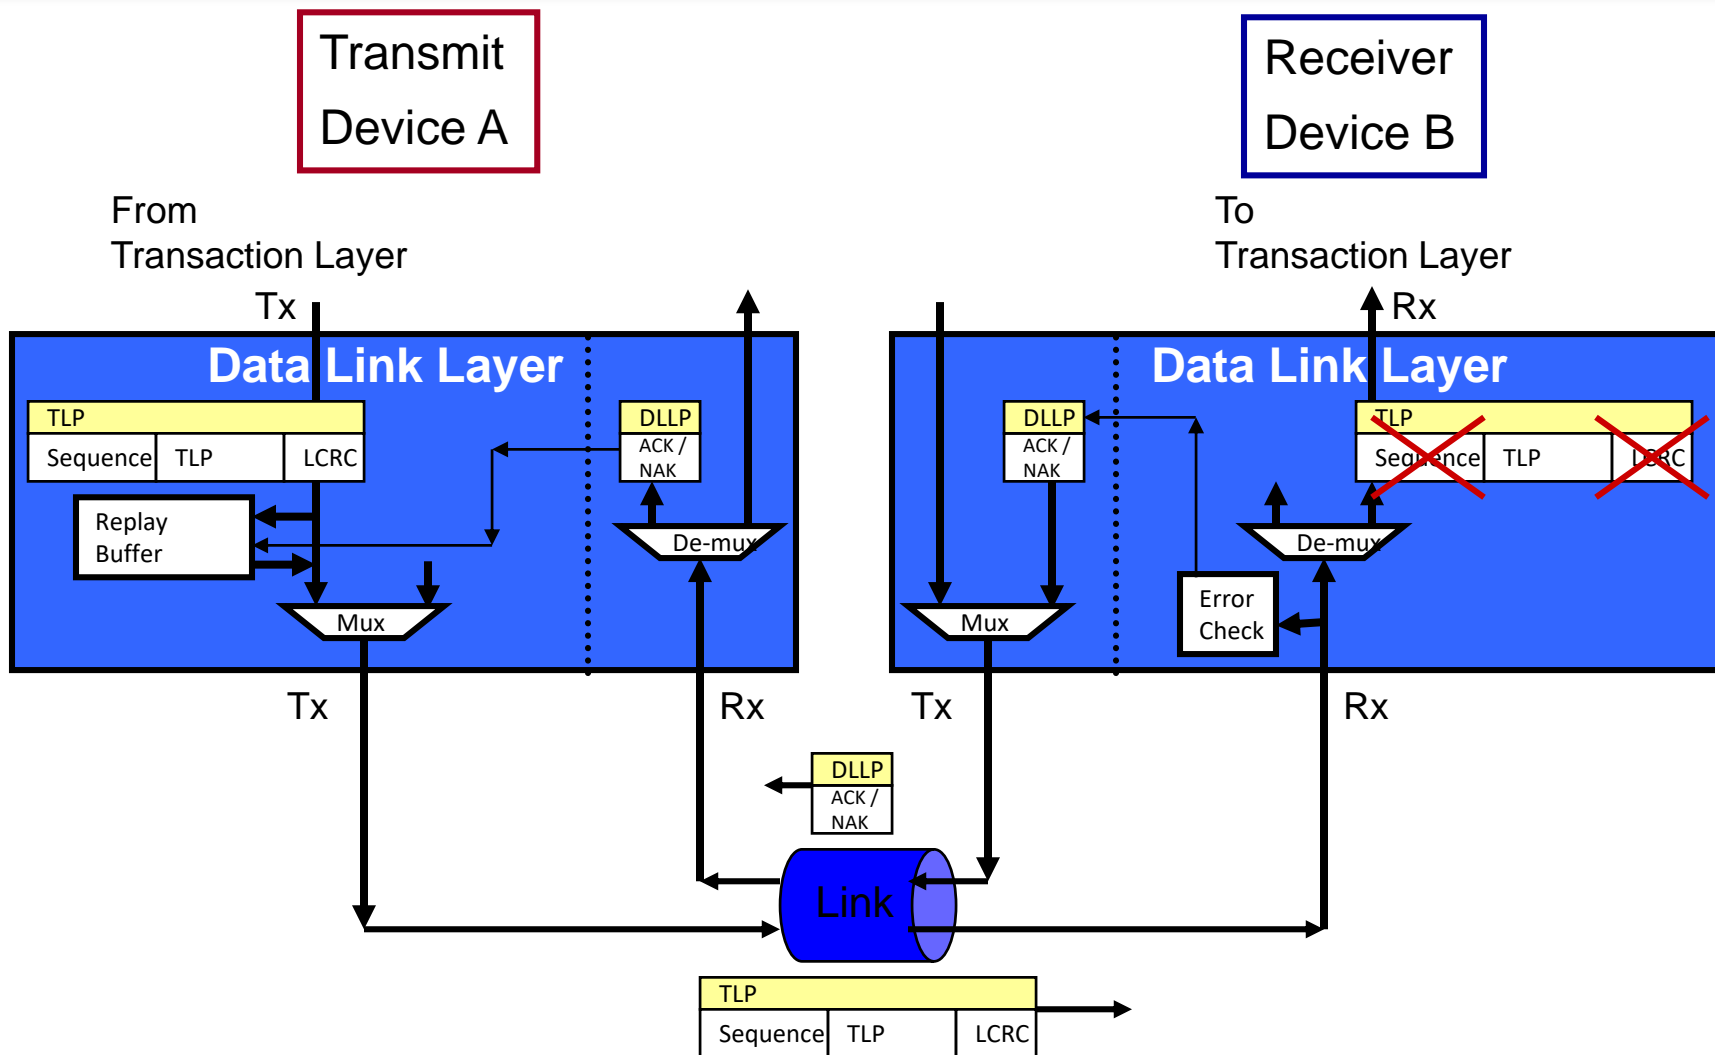 Transmit
Device A
Receiver
Device B
From
Transaction Layer
To
Transaction Layer
Tx
Rx
Data Link Layer
Data Link Layer
TLP
Sequence TLP LCRC
DLLP
ACK /
NAK
DLLP
ACK /
NAK
TLP
Sequence TLP LCRC
Replay
Buffer
De-mux
De-mux
Mux
Mux
Error
Check
Tx
Rx
Tx
Rx
DLLP
ACK /
NAK
Link
TLP
Sequence TLP LCRC